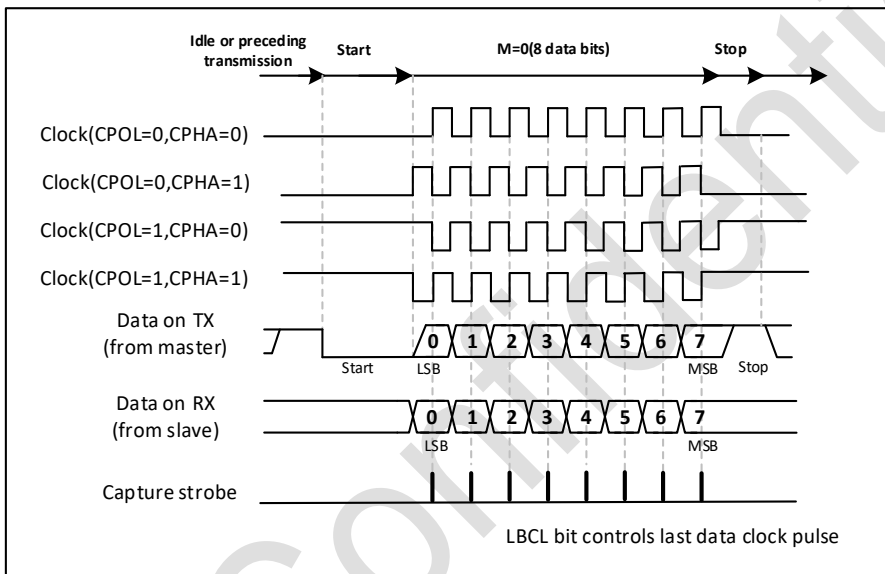 Idle or preceding
transmission
Start
M=0(8 data bits)
Stop
Clock(CPOL=0,CPHA=0)
Clock(CPOL=0,CPHA=1)
Clock(CPOL=1,CPHA=0)
Clock(CPOL=1,CPHA=1)
Data on TX
(from master)
0 1 2 3 4 5 6 7
Start
LSB
MSB
Stop
Data on RX
(from slave)
0 1 2 3 4 5 6 7
LSB
MSB
Capture strobe
LBCL bit controls last data clock pulse